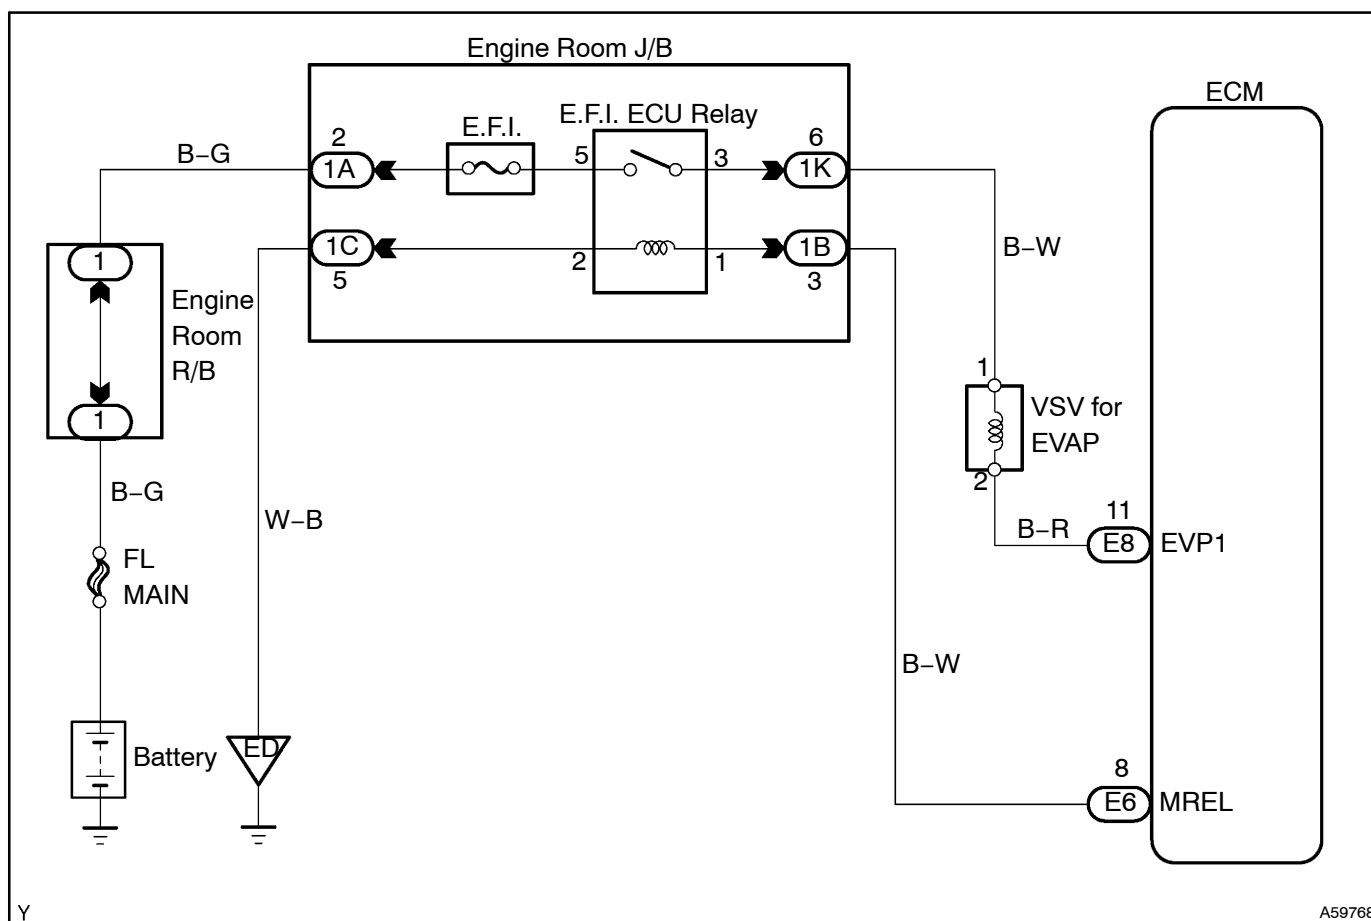 Engine Room J/B
ECM
E.F.I. ECU Relay
E.F.I.
2
6
B–G
5
3
1A
1K
1C
2
1
1B
5
3
1
Engine
Room
R/B
1
B–W
1
VSV for
EVAP
2
B–G
W–B
11
B–R
E8
EVP1
FL
MAIN
B–W
ED
Battery
8
E6
MREL
Y
A59768